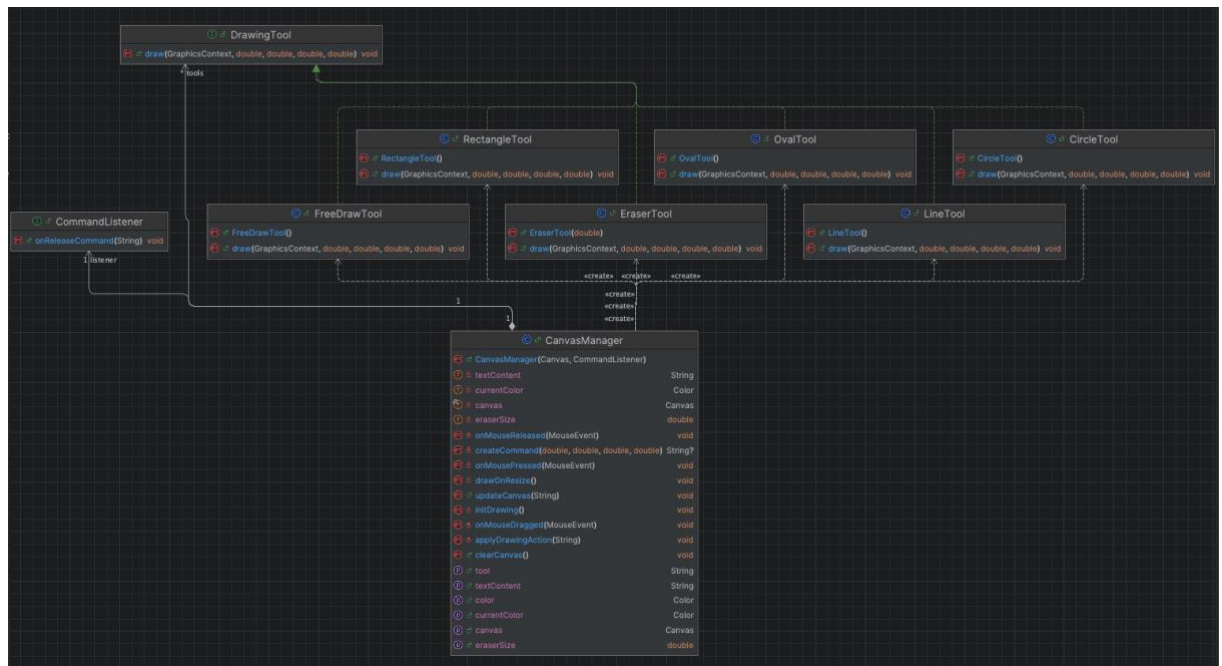 DrawingTool
draw(GraphicsContext, double, double, double, double) void
* tools
RectangleTool
RectangleTool()
draw(GraphicsContext, double, double, double, double) void
OvalTool
OvalTool()
draw(GraphicsContext, double, double, double, double) void
CircleTool
CircleTool()
draw(GraphicsContext, double, double, double, double) void
CommandListener
onReleaseCommand(String) void
1 listener
FreeDrawTool
FreeDrawTool()
draw(GraphicsContext, double, double, double, double) void
EraserTool
EraserTool(double)
draw(GraphicsContext, double, double, double, double) void
LineTool
LineTool()
draw(GraphicsContext, double, double, double, double) void
«create» «create» «create»
«create»
«create»
«create»
1
1
CanvasManager
CanvasManager(Canvas, CommandListener)
textContent String
currentColor Color
canvas Canvas
eraserSize double
onMouseReleased(MouseEvent) void
createCommand(double, double, double, double) String?
onMousePressed(MouseEvent) void
drawOnResize() void
updateCanvas(String) void
initDrawing() void
onMouseDragged(MouseEvent) void
applyDrawingAction(String) void
clearCanvas() void
tool String
textContent String
color Color
currentColor Color
canvas Canvas
eraserSize double